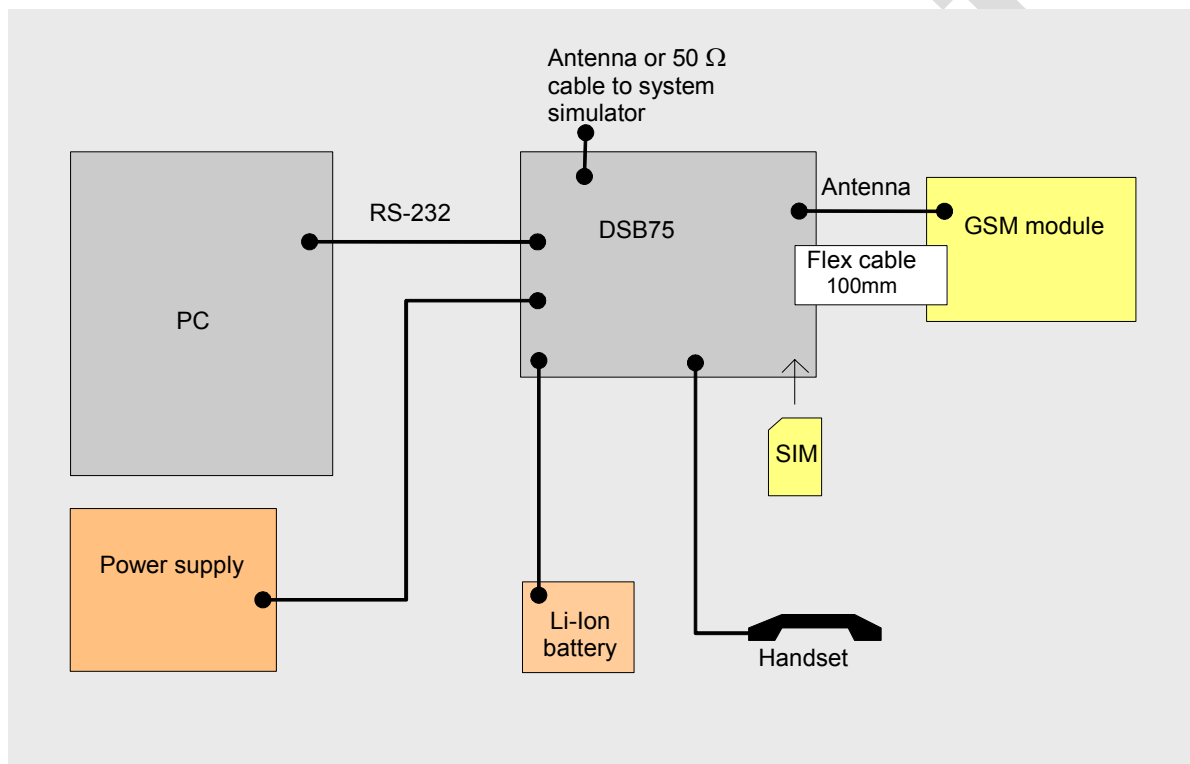 Antenna or 50 Ω
cable to system
simulator
RS-232
DSB75
Antenna
GSM module
Flex cable
100mm
PC
SIM
Power supply
Li-Ion
battery
Handset